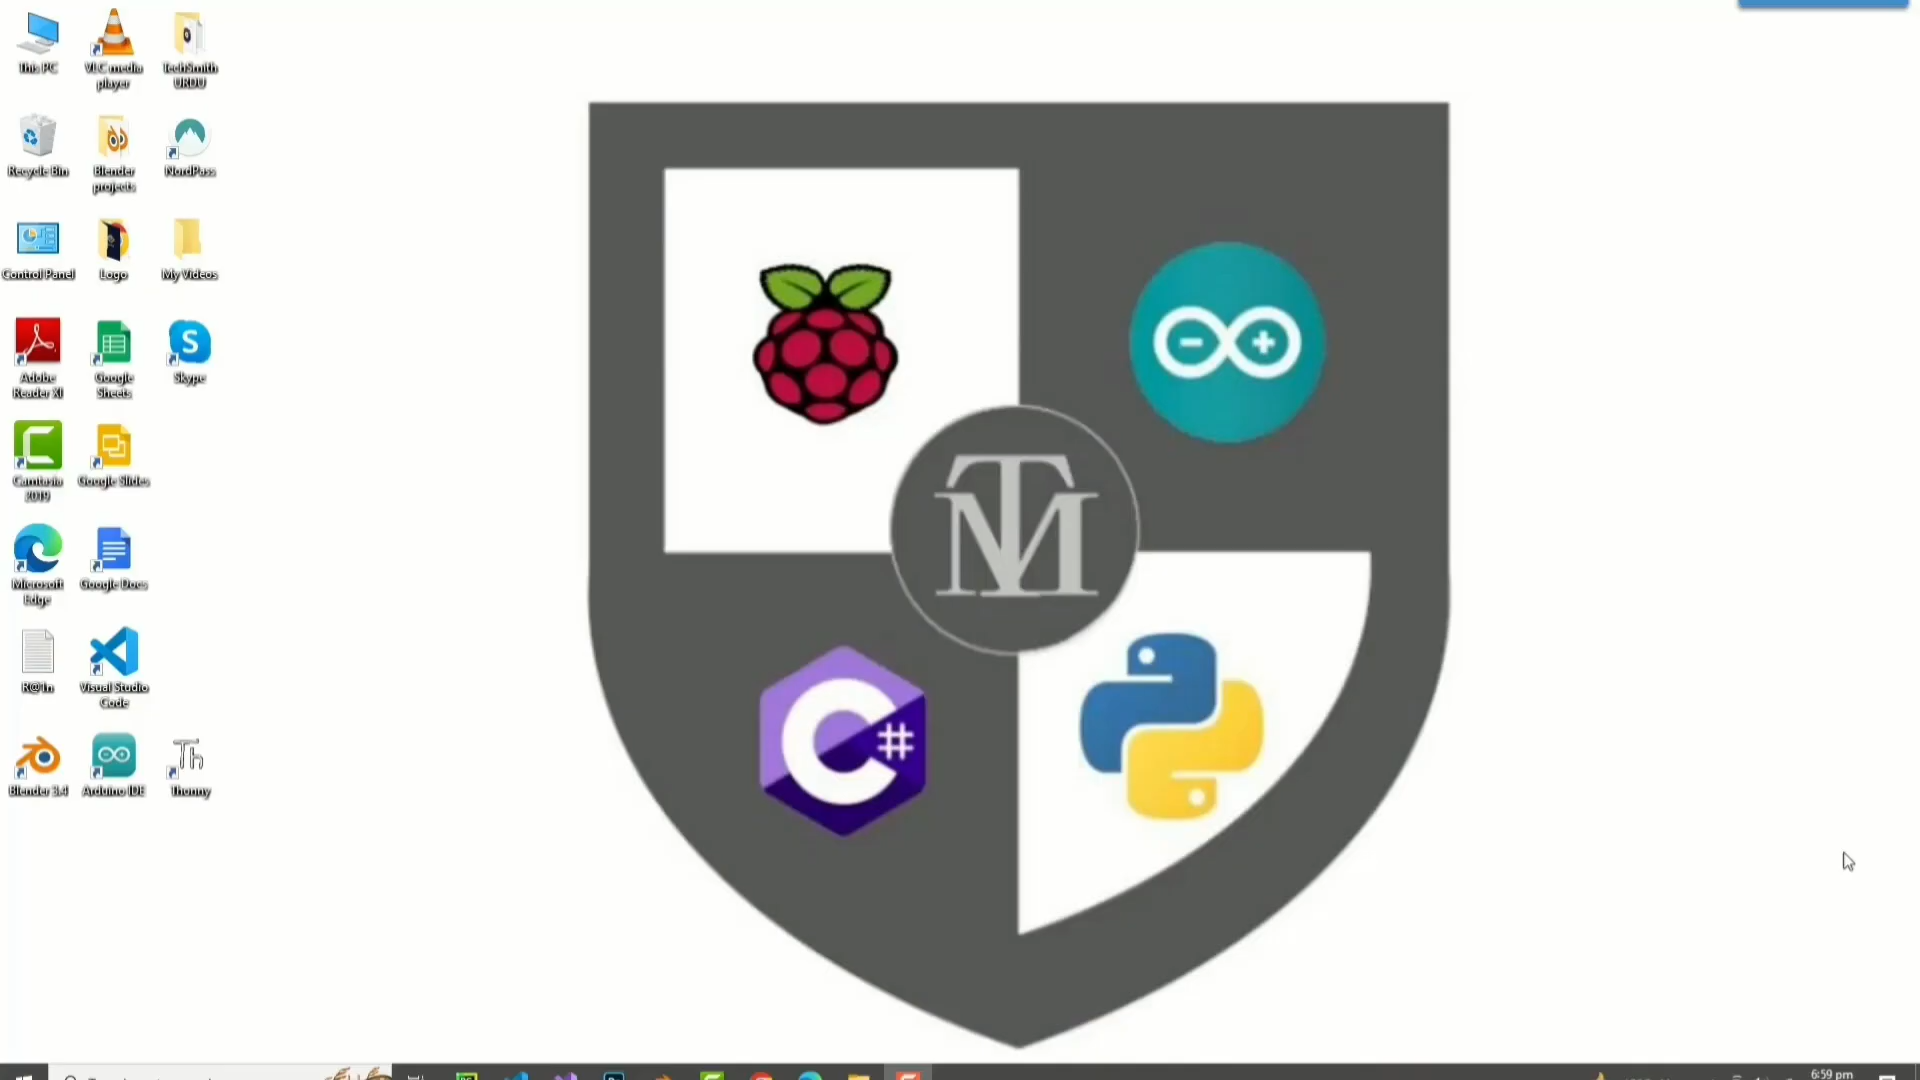 This PC
VLC media
player
TechSmith
URDU
Recycle Bin
Blender
projects
NordPass
Control Panel
Logo
My Videos
Adobe
Reader XI
Google
Sheets
S
Skype
Camtasia
2019
Google Slides
Microsoft
Edge
Google Docs
R@1n
Visual Studio
Code
Blender 3.4
Arduino IDE
Th
Thonny
TM
C#
6:59 pm